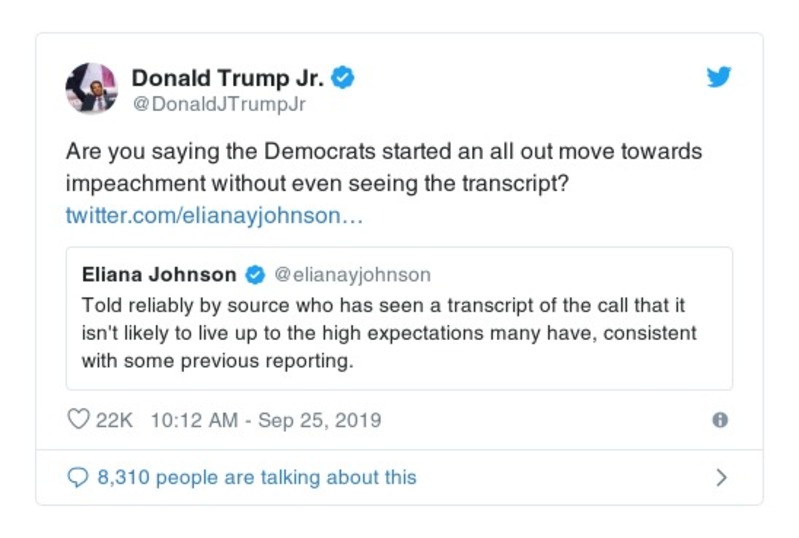 Donald Trump Jr.
@DonaldJTrumpJr
Are you saying the Democrats started an all out move towards
impeachment without even seeing the transcript?
twitter.com/elianayjohnson…
Eliana Johnson @elianayjohnson
Told reliably by source who has seen a transcript of the call that it
isn't likely to live up to the high expectations many have, consistent
with some previous reporting.
22K 10:12 AM - Sep 25, 2019
8,310 people are talking about this